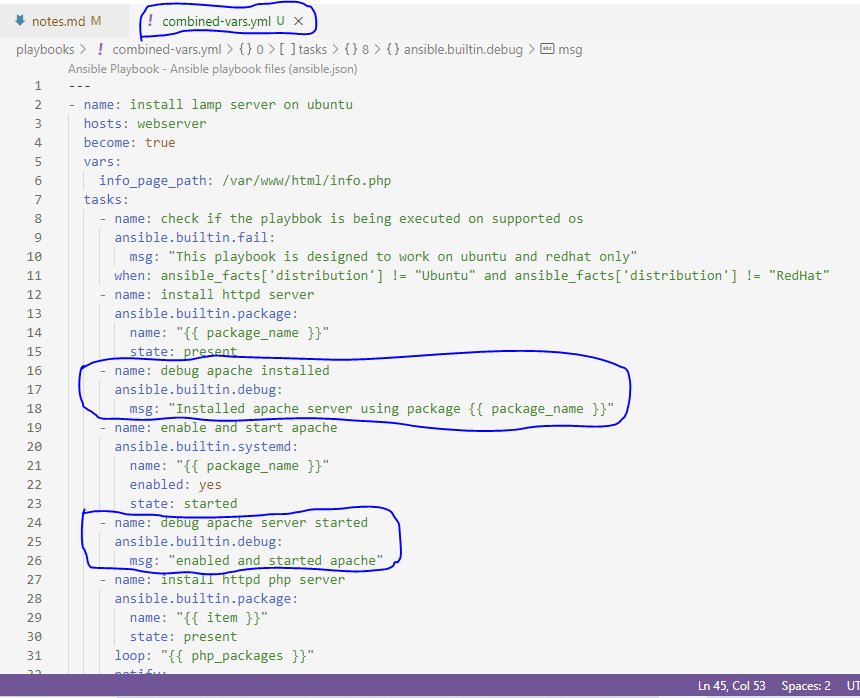 notes.md M
! combined-vars.yml U ×
playbooks > ! combined-vars.yml > {} 0 > [ ] tasks > {} 8 > {} ansible.builtin.debug > abc msg
Ansible Playbook - Ansible playbook files (ansible.json)
1 ---
2 - name: install lamp server on ubuntu
3 hosts: webserver
4 become: true
5 vars:
6 info_page_path: /var/www/html/info.php
7 tasks:
8 - name: check if the playbbok is being executed on supported os
9 ansible.builtin.fail:
10 msg: "This playbook is designed to work on ubuntu and redhat only"
11 when: ansible_facts['distribution'] != "Ubuntu" and ansible_facts['distribution'] != "RedHat"
12 - name: install httpd server
13 ansible.builtin.package:
14 name: "{{ package_name }}"
15 state: present
16 - name: debug apache installed
17 ansible.builtin.debug:
18 msg: "Installed apache server using package {{ package_name }}"
19 - name: enable and start apache
20 ansible.builtin.systemd:
21 name: "{{ package_name }}"
22 enabled: yes
23 state: started
24 - name: debug apache server started
25 ansible.builtin.debug:
26 msg: "enabled and started apache"
27 - name: install httpd php server
28 ansible.builtin.package:
29 name: "{{ item }}"
30 state: present
31 loop: "{{ php_packages }}"
32 notify:
Ln 45, Col 53 Spaces: 2